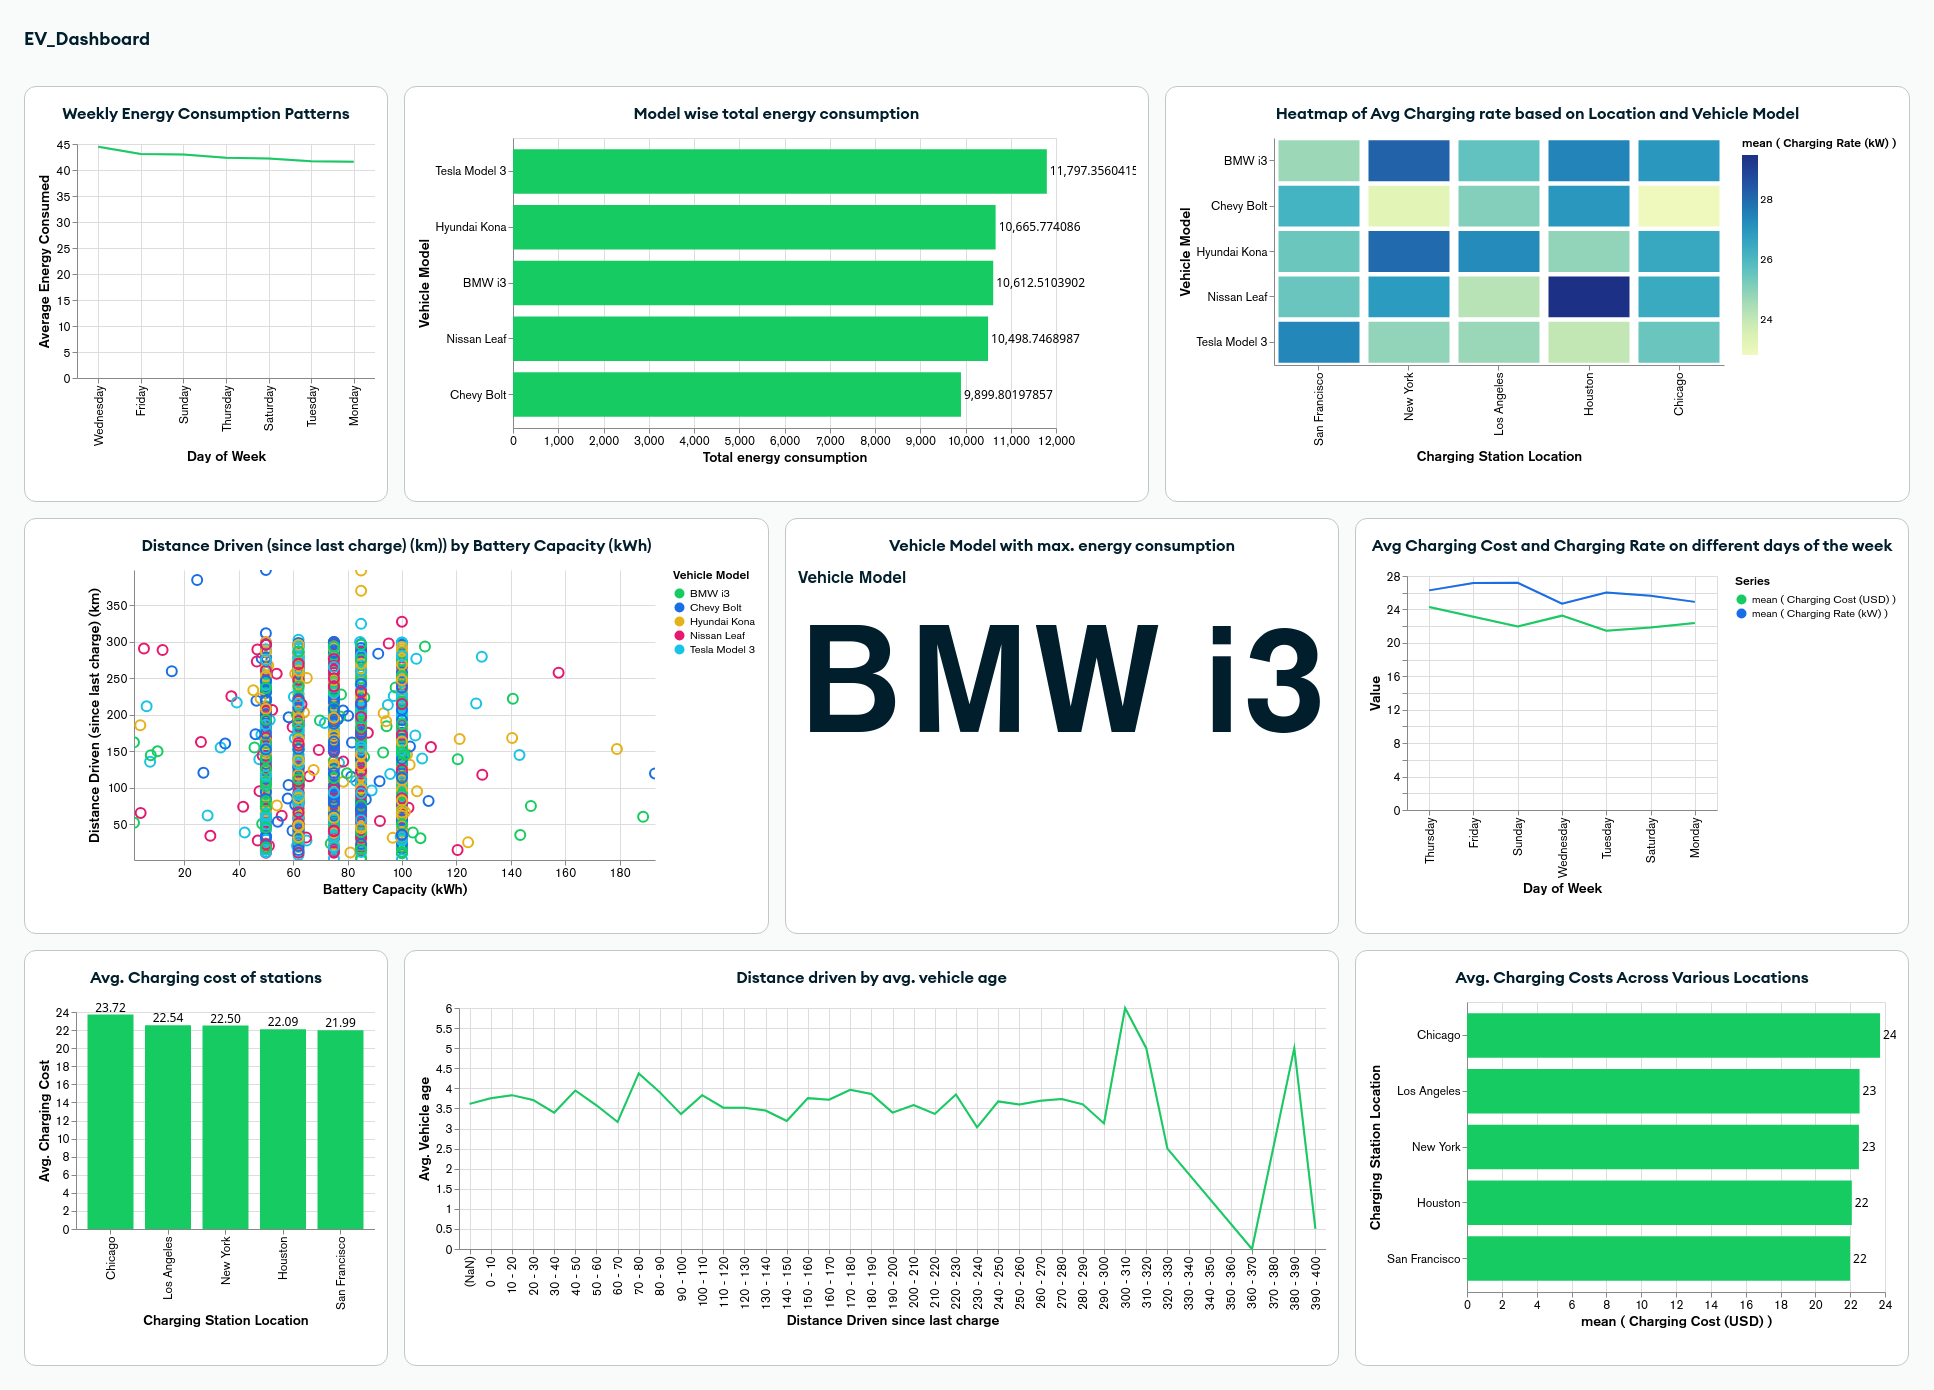 EV_Dashboard
Weekly Energy Consumption Patterns
45
40
35
30
25
20
15
10
5
0
Average Energy Consumed
Wednesday
Friday
Sunday
Thursday
Saturday
Tuesday
Monday
Day of Week
Model wise total energy consumption
Vehicle Model
Tesla Model 3 11,797.3560415
Hyundai Kona 10,665.774086
BMW i3 10,612.5103902
Nissan Leaf 10,498.7468987
Chevy Bolt 9,899.80197857
0 1,000 2,000 3,000 4,000 5,000 6,000 7,000 8,000 9,000 10,000 11,000 12,000
Total energy consumption
Heatmap of Avg Charging rate based on Location and Vehicle Model
Vehicle Model
BMW i3
Chevy Bolt
Hyundai Kona
Nissan Leaf
Tesla Model 3
San Francisco
New York
Los Angeles
Houston
Chicago
Charging Station Location
mean ( Charging Rate (kW) )
28
26
24
Distance Driven (since last charge) (km)) by Battery Capacity (kWh)
Distance Driven (since last charge) (km)
350
300
250
200
150
100
50
20 40 60 80 100 120 140 160 180
Battery Capacity (kWh)
Vehicle Model
BMW i3
Chevy Bolt
Hyundai Kona
Nissan Leaf
Tesla Model 3
Vehicle Model with max. energy consumption
Vehicle Model
BMW i3
Avg Charging Cost and Charging Rate on different days of the week
Value
28
24
20
16
12
8
4
0
Thursday
Friday
Sunday
Wednesday
Tuesday
Saturday
Monday
Day of Week
Series
mean ( Charging Cost (USD) )
mean ( Charging Rate (kW) )
Avg. Charging cost of stations
Avg. Charging Cost
24
22
20
18
16
14
12
10
8
6
4
2
0
23.72
22.54
22.50
22.09
21.99
Chicago
Los Angeles
New York
Houston
San Francisco
Charging Station Location
Distance driven by avg. vehicle age
Avg. Vehicle age
6
5.5
5
4.5
4
3.5
3
2.5
2
1.5
1
0.5
0
(NaN)
0 - 10
10 - 20
20 - 30
30 - 40
40 - 50
50 - 60
60 - 70
70 - 80
80 - 90
90 - 100
100 - 110
110 - 120
120 - 130
130 - 140
140 - 150
150 - 160
160 - 170
170 - 180
180 - 190
190 - 200
200 - 210
210 - 220
220 - 230
230 - 240
240 - 250
250 - 260
260 - 270
270 - 280
280 - 290
290 - 300
300 - 310
310 - 320
320 - 330
330 - 340
340 - 350
350 - 360
360 - 370
370 - 380
380 - 390
390 - 400
Distance Driven since last charge
Avg. Charging Costs Across Various Locations
Charging Station Location
Chicago 24
Los Angeles 23
New York 23
Houston 22
San Francisco 22
0 2 4 6 8 10 12 14 16 18 20 22 24
mean ( Charging Cost (USD) )